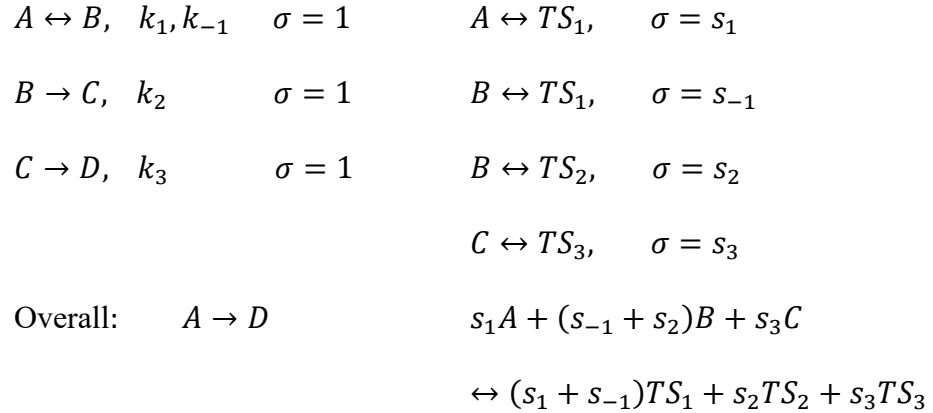 A ↔ B, k₁, k₋₁ σ = 1 A ↔ TS₁, σ = s₁
B → C, k₂ σ = 1 B ↔ TS₁, σ = s₋₁
C → D, k₃ σ = 1 B ↔ TS₂, σ = s₂
C ↔ TS₃, σ = s₃
Overall: A → D s₁A + (s₋₁ + s₂)B + s₃C
↔ (s₁ + s₋₁)TS₁ + s₂TS₂ + s₃TS₃